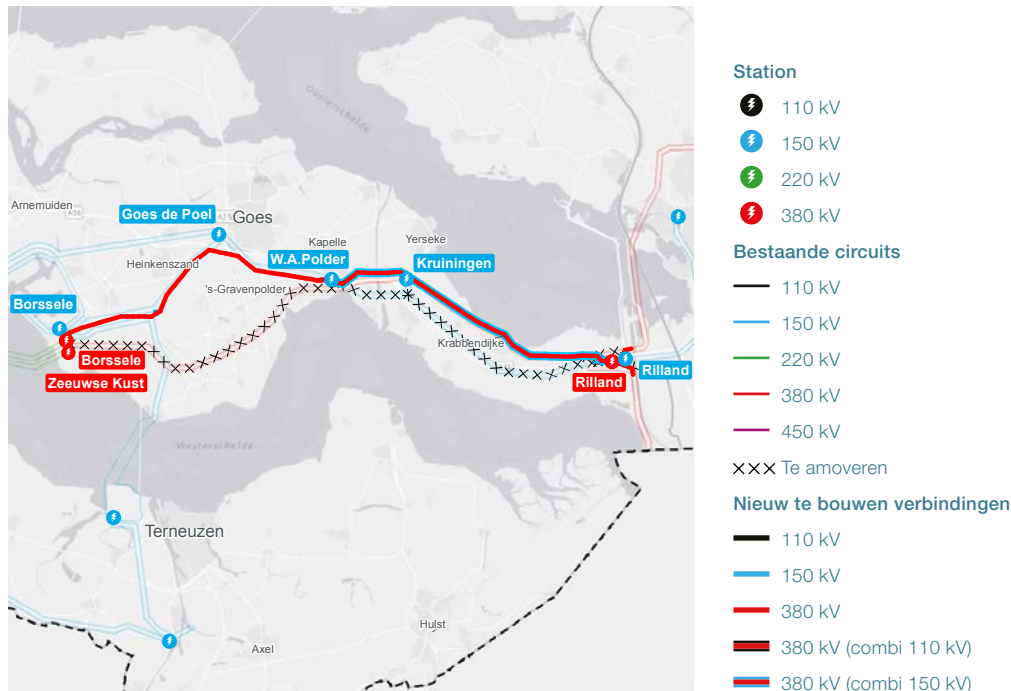 Oosterschelde
Arnemuiden
A58
Goes de Poel
A2
Goes
Kapelle
Yerseke
Heinkenszand
W.A.Polder
Kruiningen
's-Gravenpolder
Borssele
Krabbendijke
Borssele
Rilland
Rilland
Zeeuwse Kust
Westerschelde
Terneuzen
Hulst
Axel
Station
110 kV
150 kV
220 kV
380 kV
Bestaande circuits
110 kV
150 kV
220 kV
380 kV
450 kV
Te amoveren
Nieuw te bouwen verbindingen
110 kV
150 kV
380 kV
380 kV (combi 110 kV)
380 kV (combi 150 kV)